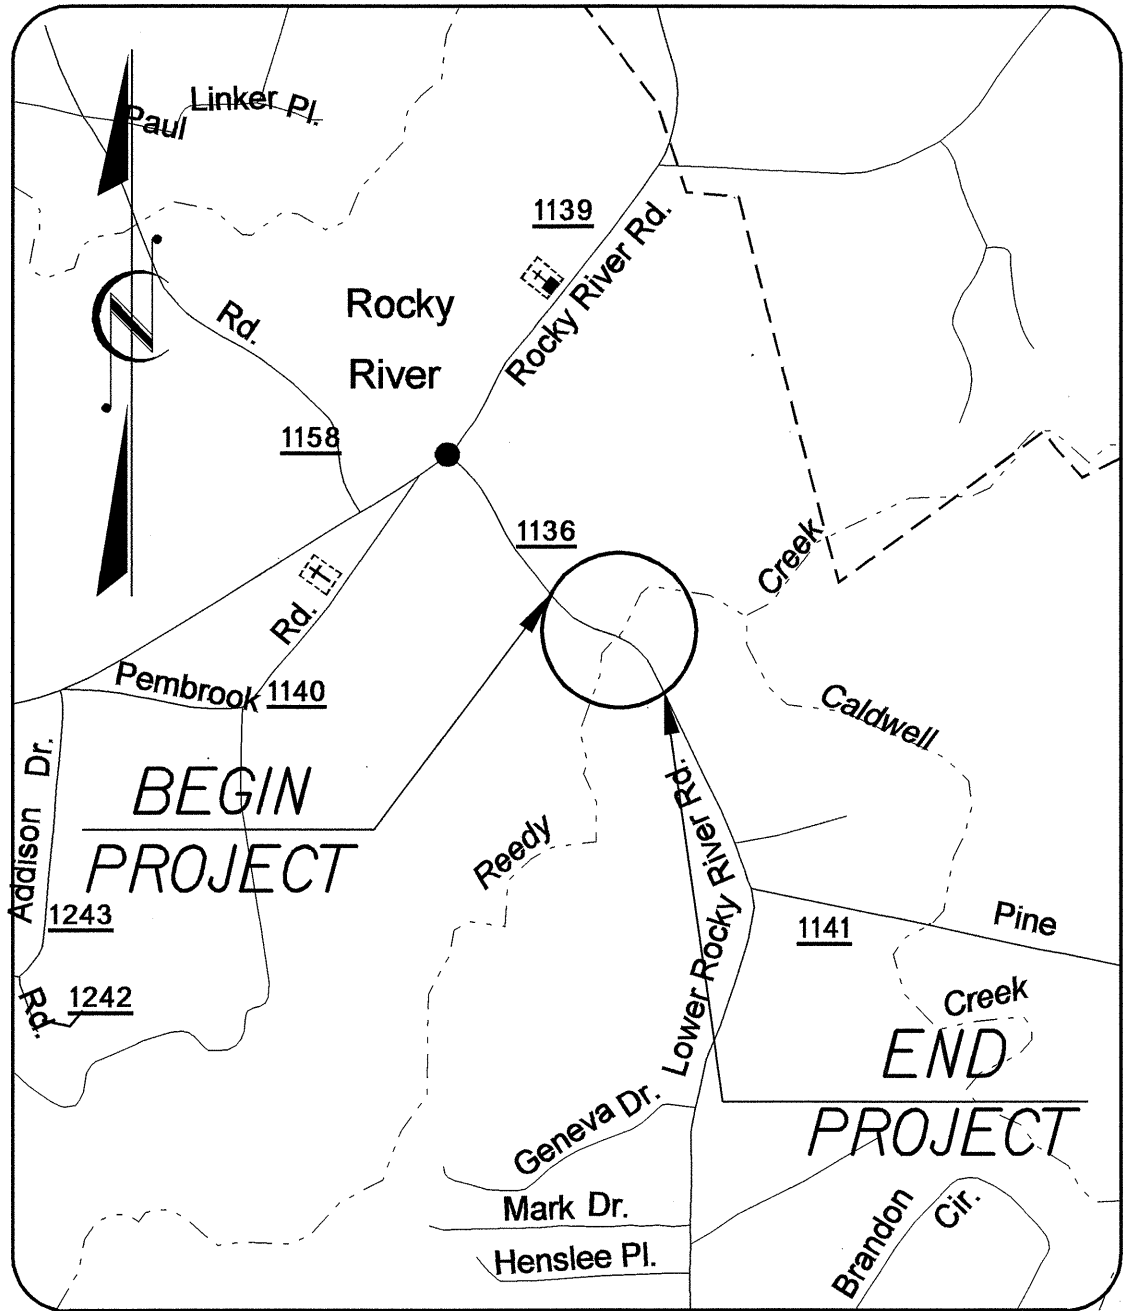 Linker Pl.
Paul
1139
Rocky River Rd.
Rd.
Rocky
River
1158
1136
Creek
Rd.
Pembrook
1140
Caldwell
Addison Dr.
BEGIN
PROJECT
Reedy
Lower Rocky River Rd.
1243
1141
Pine
Rd.
1242
Creek
END
PROJECT
Geneva Dr.
Mark Dr.
Henslee Pl.
Brandon Cir.
N